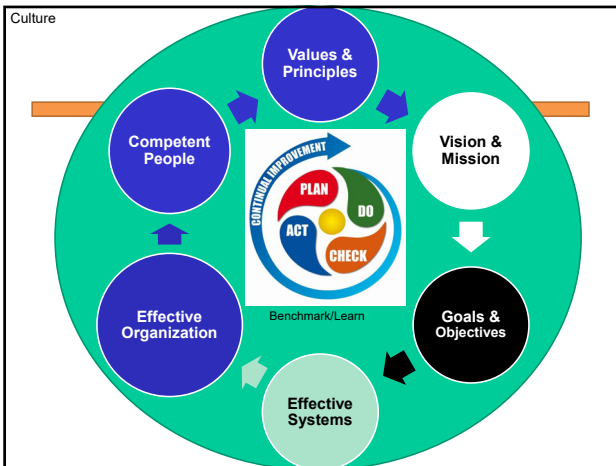 Culture
Values &
Principles
Vision &
Mission
Goals &
Objectives
Effective
Systems
Effective
Organization
Competent
People
CONTINUAL IMPROVEMENT
PLAN
DO
CHECK
ACT
Benchmark/Learn